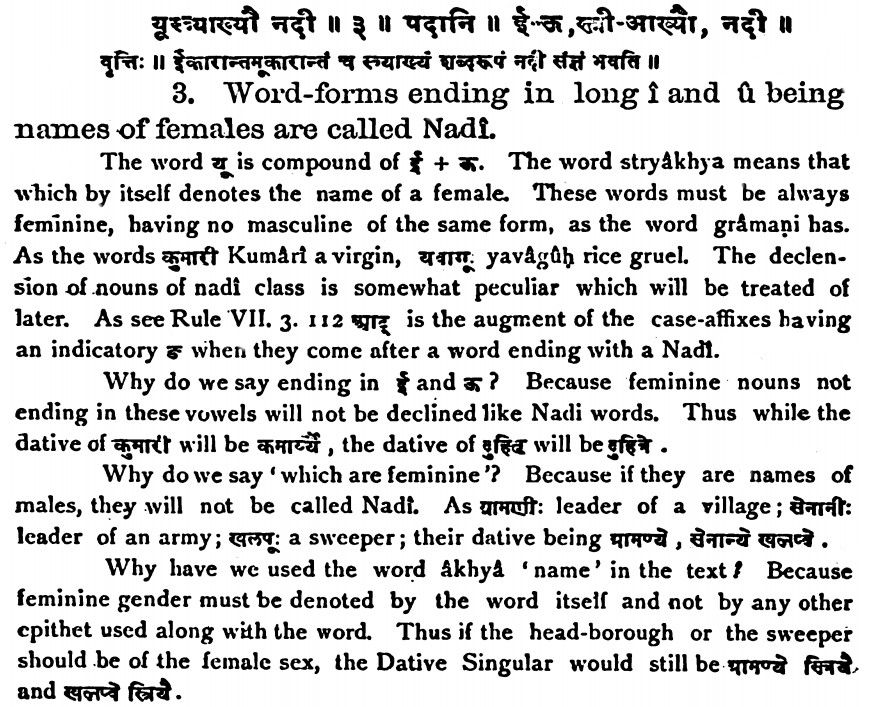 यूस्त्र्याख्यौ नदी ॥ ३ ॥ पदानि ॥ ई-ऊ, स्त्री-आख्यौ, नदी ॥
वृत्तिः ॥ ईकारान्तमूकारान्तं च स्त्र्याख्यं शब्दरूपं नदी संज्ञं भवति ॥
3. Word-forms ending in long î and û being
names of females are called Nadî.
The word यू is compound of ई + ऊ. The word stryâkhya means that
which by itself denotes the name of a female. These words must be always
feminine, having no masculine of the same form, as the word grâmaṇi has.
As the words कुमारी Kumârî a virgin, यवागूः yavâgûḥ rice gruel. The declen-
sion of nouns of nadî class is somewhat peculiar which will be treated of
later. As see Rule VII. 3. 112 आट् is the augment of the case-affixes having
an indicatory ङ when they come after a word ending with a Nadî.
Why do we say ending in ई and ऊ? Because feminine nouns not
ending in these vowels will not be declined like Nadi words. Thus while the
dative of कुमारी will be कमार्य्यै, the dative of will be दुहित्रे.
Why do we say 'which are feminine'? Because if they are names of
males, they will not be called Nadî. As ग्रामणीः leader of a village; सेनानीः
leader of an army; खलपूः a sweeper; their dative being ग्रामण्ये, सेनान्ये खलप्वे.
Why have we used the word âkhyâ 'name' in the text? Because
feminine gender must be denoted by the word itself and not by any other
epithet used along with the word. Thus if the head-borough or the sweeper
should be of the female sex, the Dative Singular would still be ग्रामण्ये स्त्रियै,
and खलप्वे स्त्रियै.